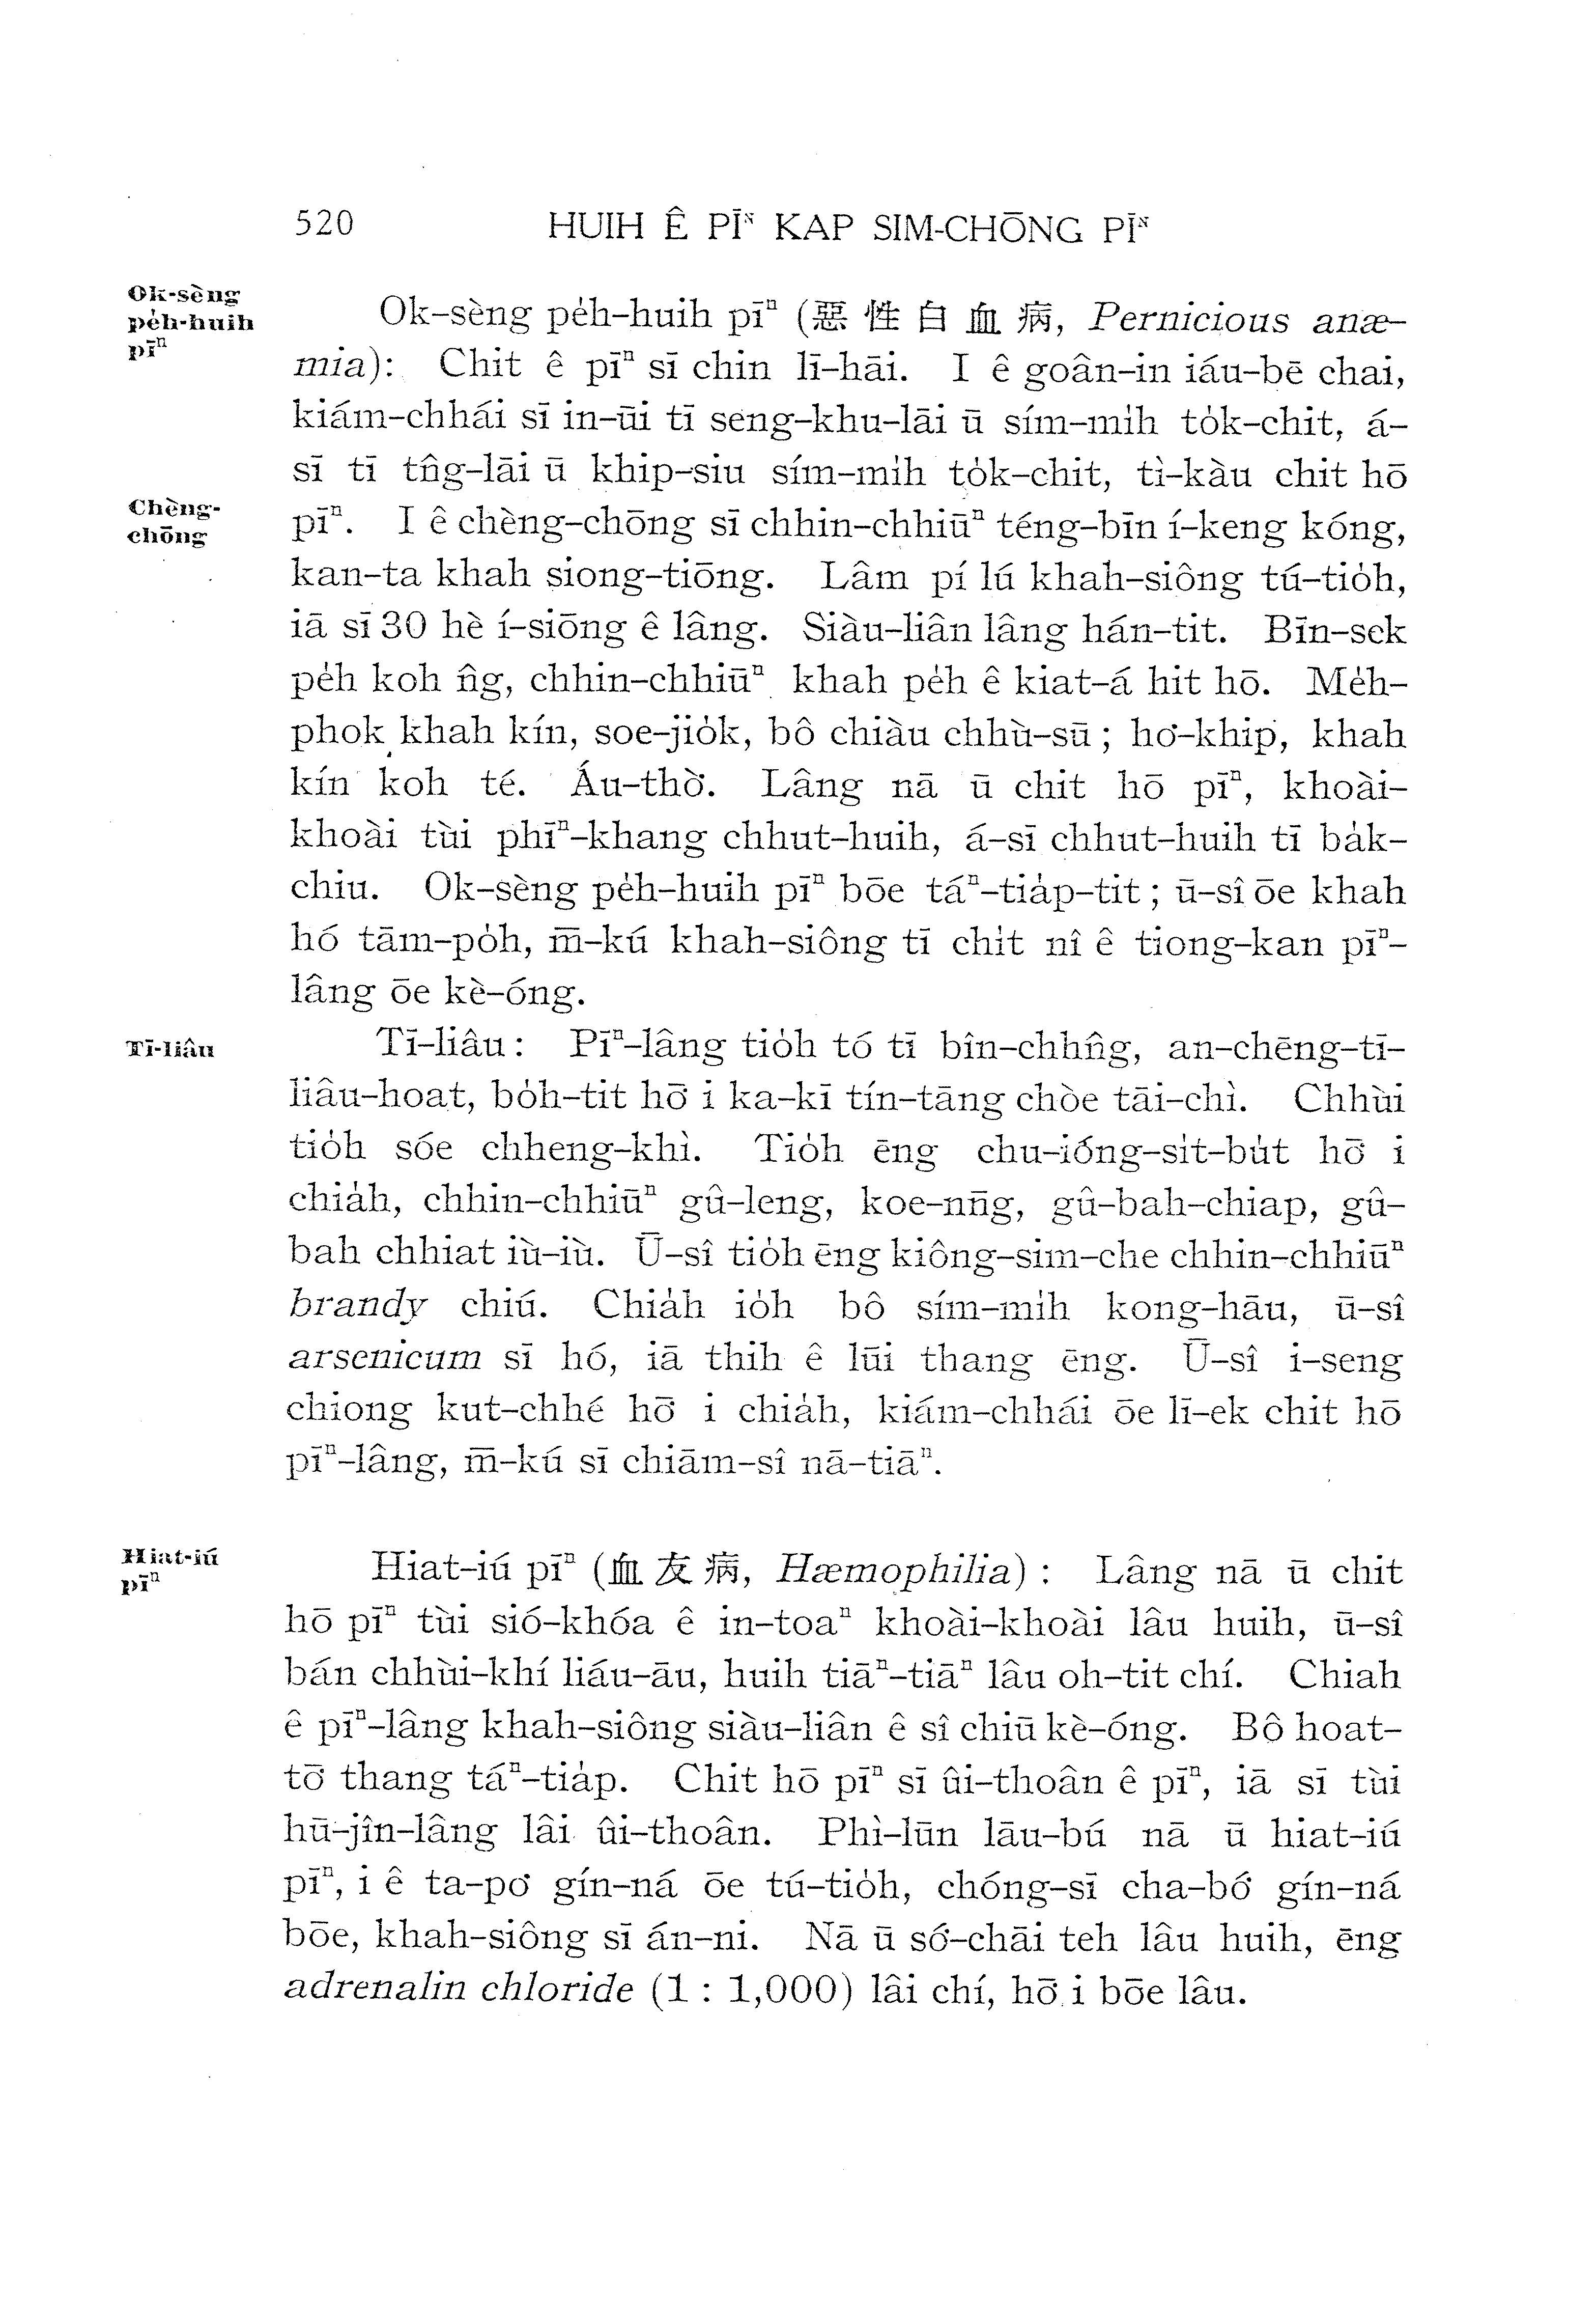 520 HUIH Ê PĪᴺ KAP SIM-CHŌNG PĪᴺ
Ok-sèng
pe̍h-huih
pīⁿ
Ok-sèng pe̍h-huih pīⁿ (惡性白血病, Pernicious anæ-
mia): Chit ê pīⁿ sī chin lī-hāi. I ê goân-in iáu-bē chai,
kiám-chhái sī in-ūi tī seng-khu-lāi ū sím-mi̍h to̍k-chit, á-
sī tī tn̂g-lāi ū khip-siu sím-mi̍h to̍k-chit, tì-kàu chit hō
Chèng-
chōng
pīⁿ. I ê chèng-chōng sī chhin-chhiūⁿ téng-bīn í-keng kóng,
kan-ta khah siong-tiōng. Lâm pí lú khah-siông tú-tio̍h,
iā sī 30 hè í-siōng ê lâng. Siàu-liân lâng hán-tit. Bīn-sek
pe̍h koh n̂g, chhin-chhiūⁿ khah pe̍h ê kiat-á hit hō. Me̍h-
phok khah kín, soe-jio̍k, bô chiàu chhù-sū; ho͘-khip, khah
kín koh té. Áu-thò͘. Lâng nā ū chit hō pīⁿ, khoài-
khoài tùi phīⁿ-khang chhut-huih, á-sī chhut-huih tī ba̍k-
chiu. Ok-sèng pe̍h-huih pīⁿ bōe táⁿ-tia̍p-tit; ū-sî ōe khah
hó tām-po̍h, m̄-kú khah-siông tī chi̍t nî ê tiong-kan pīⁿ-
lâng ōe kè-óng.
Tī-liâu
Tī-liâu: Pīⁿ-lâng tio̍h tó tī bîn-chhn̂g, an-chēng-tī-
liâu-hoat, bo̍h-tit hō͘ i ka-kī tín-tāng chòe tāi-chì. Chhùi
tio̍h sóe chheng-khì. Tio̍h ēng chu-ióng-si̍t-bu̍t hō͘ i
chia̍h, chhin-chhiūⁿ gû-leng, koe-nn̄g, gû-bah-chiap, gû-
bah chhiat iù-iù. Ū-sî tio̍h ēng kiông-sim-che chhin-chhiūⁿ
brandy chiú. Chia̍h io̍h bô sím-mi̍h kong-hāu, ū-sî
arsenicum sī hó, iā thih ê lūi thang ēng. Ū-sî i-seng
chiong kut-chhé hō͘ i chia̍h, kiám-chhái ōe lī-ek chit hō
pīⁿ-lâng, m̄-kú sī chiām-sî nā-tiāⁿ.
Hiat-iú
pīⁿ
Hiat-iú pīⁿ (血友病, Hæmophilia): Lâng nā ū chit
hō pīⁿ tùi sió-khóa ê in-toaⁿ khoài-khoài lâu huih, ū-sî
bán chhùi-khí liáu-āu, huih tiāⁿ-tiāⁿ lâu oh-tit chí. Chiah
ê pīⁿ-lâng khah-siông siàu-liân ê sî chiū kè-óng. Bô hoat-
tō͘ thang táⁿ-tia̍p. Chit hō pīⁿ sī ûi-thoân ê pīⁿ, iā sī tùi
hū-jîn-lâng lâi ûi-thoân. Phì-lūn lāu-bú nā ū hiat-iú
pīⁿ, i ê ta-po͘ gín-ná ōe tú-tio̍h, chóng-sī cha-bó͘ gín-ná
bōe, khah-siông sī án-ni. Nā ū só͘-chāi teh lâu huih, ēng
adrenalin chloride (1 : 1,000) lâi chí, hō͘ i bōe lâu.